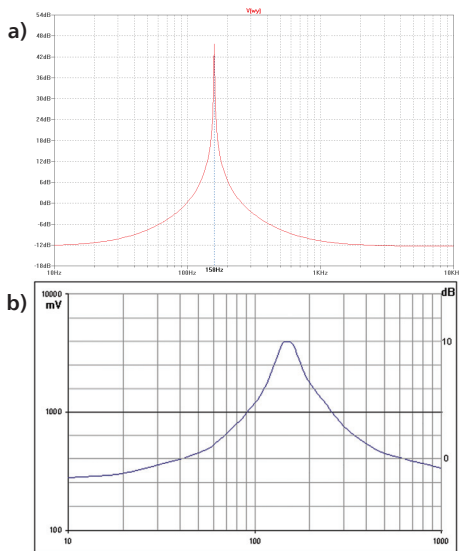 V(wy)
a)
54dB
48dB
42dB
36dB
30dB
24dB
18dB
12dB
6dB
0dB
-6dB
-12dB
-18dB
10Hz 100Hz 158Hz 1KHz 10KHz
b)
10000 dB
mV
10
1000
0
100
10 100 1000